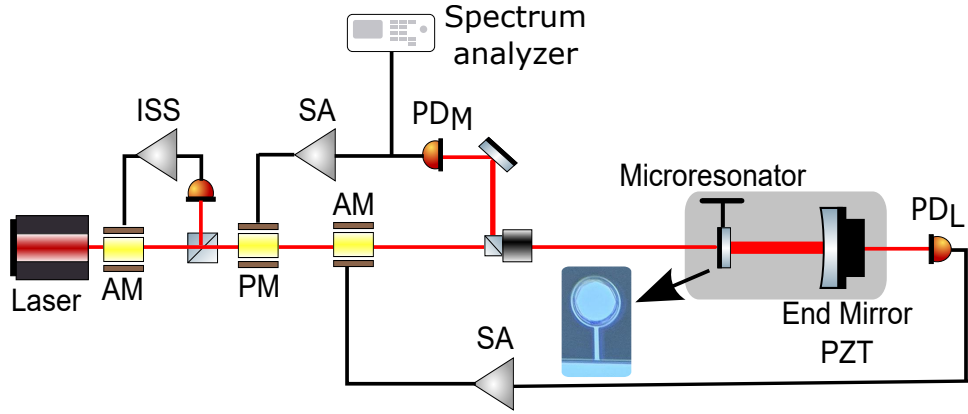 Spectrum
analyzer
ISS
SA
PDM
AM
Microresonator
PDL
Laser
AM
PM
End Mirror
PZT
SA